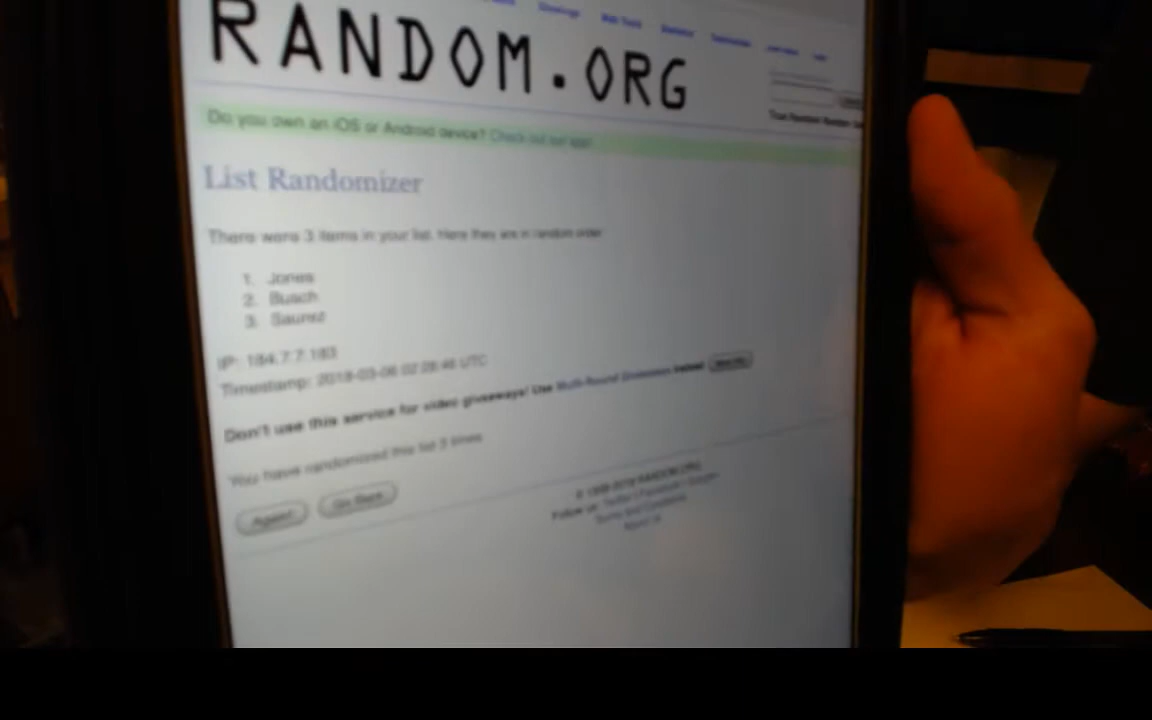 RANDOM.ORG
Do you own an iOS or Android device? Check out our app!
List Randomizer
There were 3 items in your list. Here they are in random order:
1. Jones
2. Busch
3. Saurez
IP: 184.7.7.183
Timestamp: 2018-03-06 02:28:46 UTC
Don't use this service for video giveaways! Use Multi-Round Giveaways instead
You have randomized this list 3 times
Again! Go Back
© 1998-2018 RANDOM.ORG
Follow us: Twitter | Facebook | Google+
Terms and Conditions
About Us